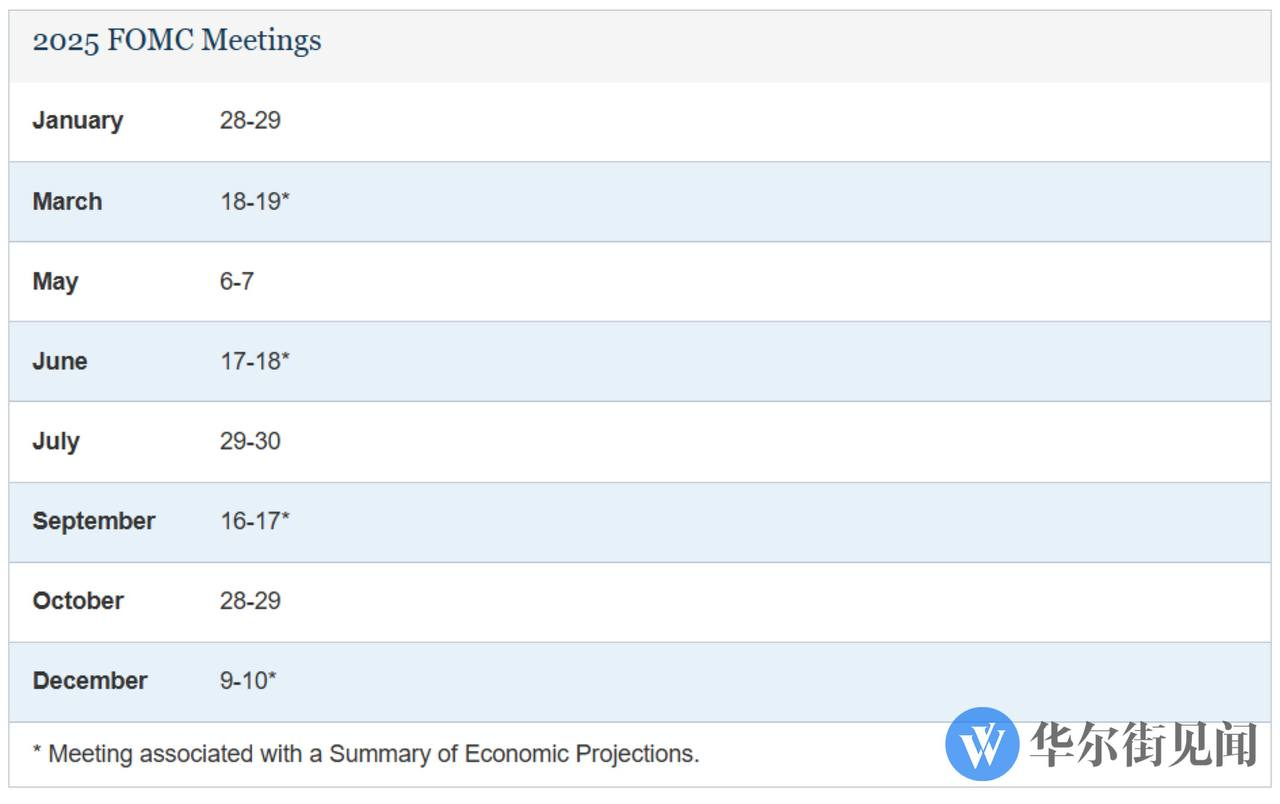 2025 FOMC Meetings
January 28-29
March 18-19*
May 6-7
June 17-18*
July 29-30
September 16-17*
October 28-29
December 9-10*
* Meeting associated with a Summary of Economic Projections.
W 华尔街见闻